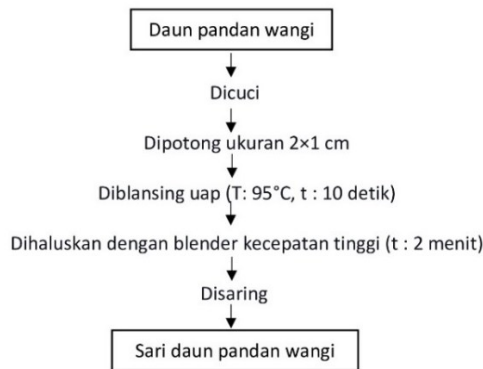 Daun pandan wangi
Dicuci
Dipotong ukuran 2×1 cm
Diblansing uap (T: 95°C, t : 10 detik)
Dihaluskan dengan blender kecepatan tinggi (t : 2 menit)
Disaring
Sari daun pandan wangi